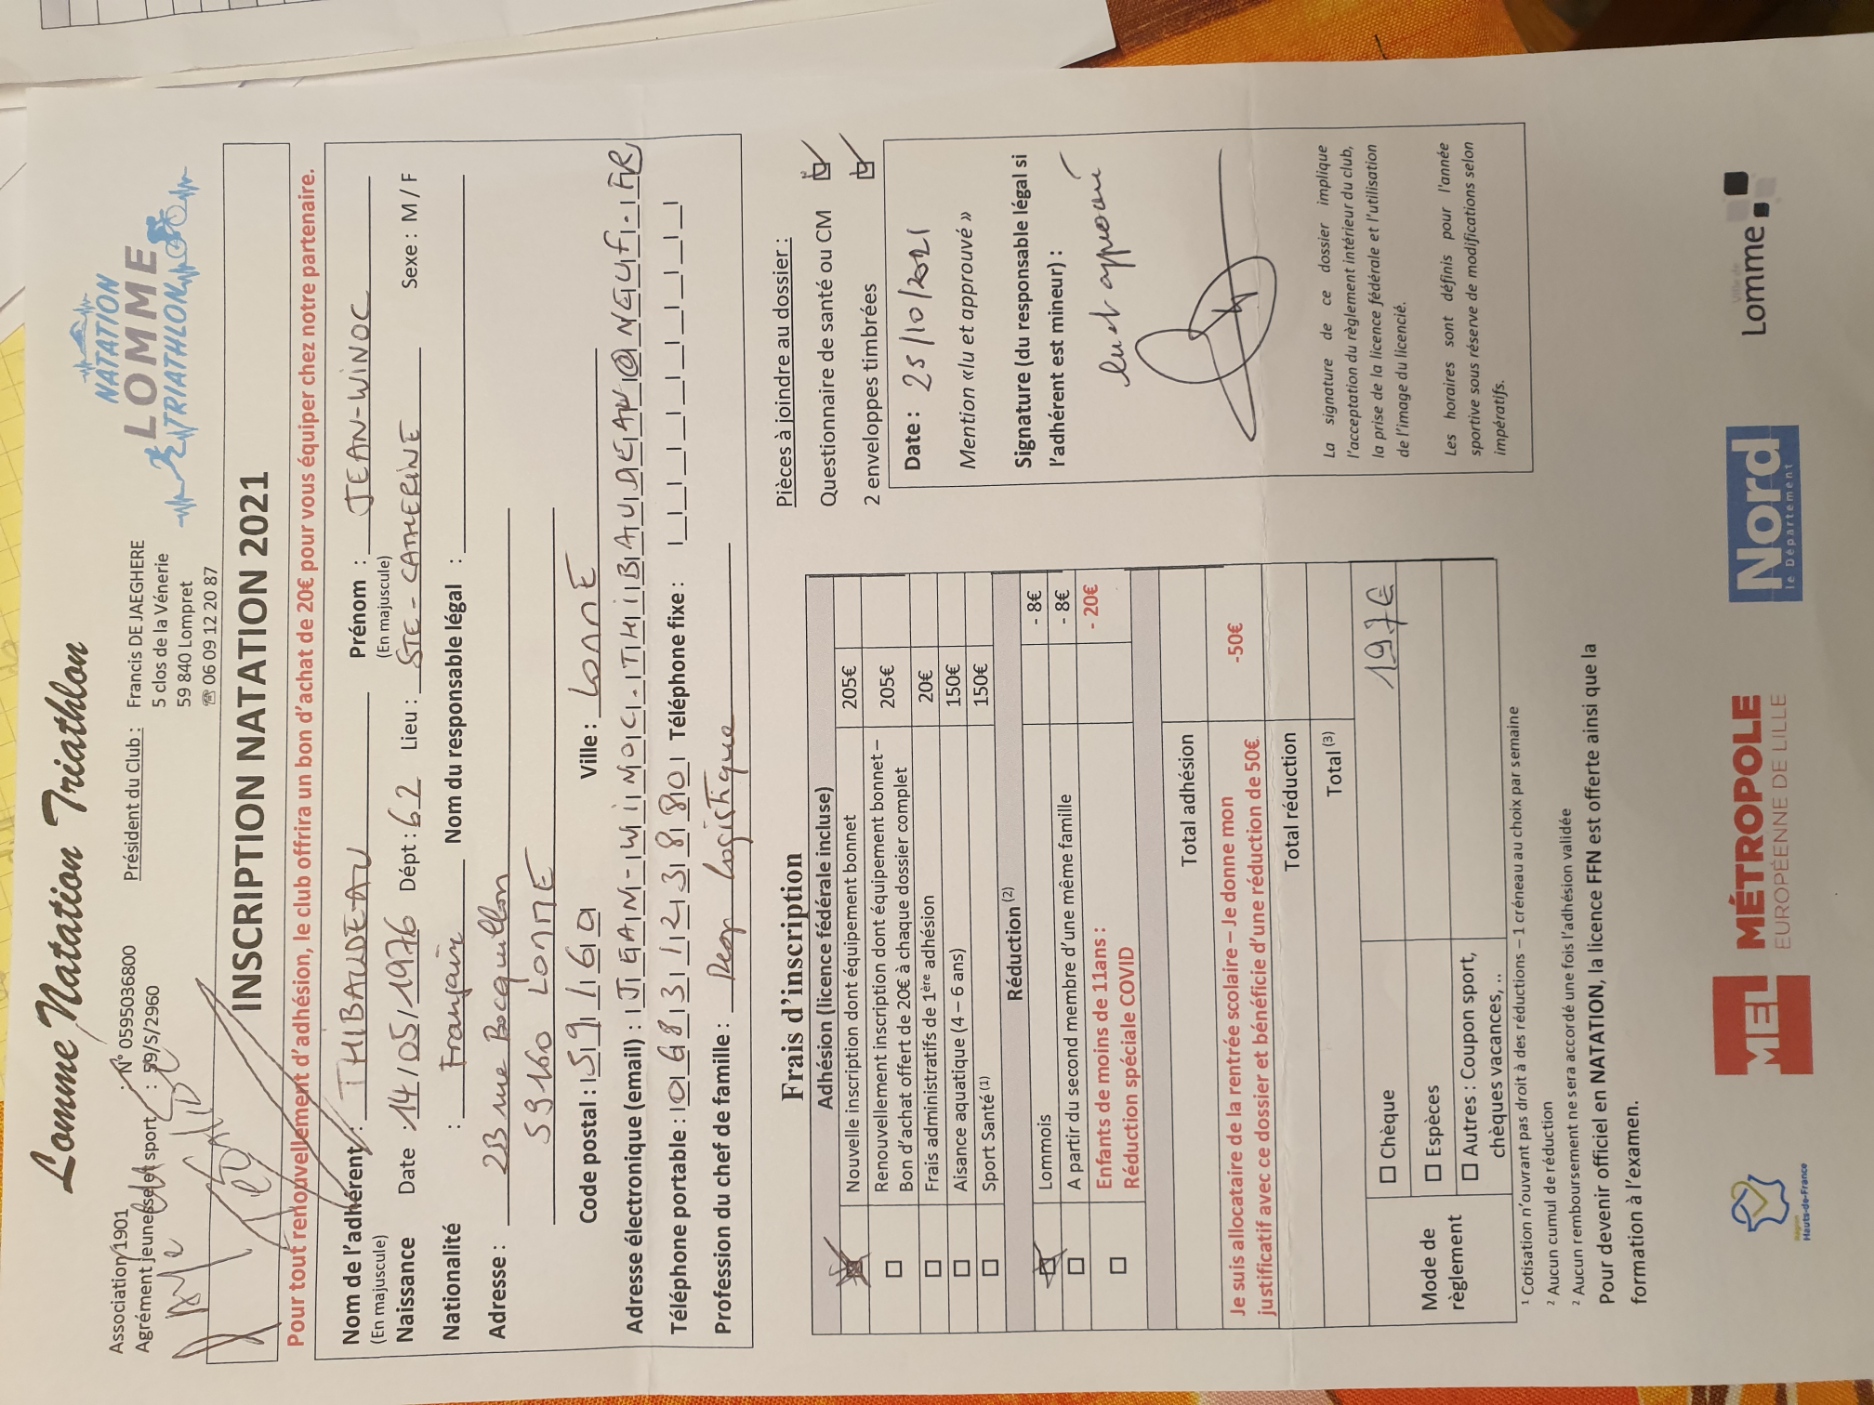 Lomme Natation Triathlon
NATATION
LOMME
TRIATHLON
Association 1901 : N° 0595036800
Agrément jeunesse et sport : 59/S/2960
Président du Club : Francis DE JAEGHERE
5 clos de la Vénerie
59 840 Lompret
☏ 06 09 12 20 87
INSCRIPTION NATATION 2021
Pour tout renouvellement d'adhésion, le club offrira un bon d'achat de 20€ pour vous équiper chez notre partenaire.
Nom de l'adhérent : THIBAUDEAU Prénom : JEAN-WINOC
(En majuscule) (En majuscule)
Naissance Date : 14/05/1976 Dépt : 62 Lieu : STE-CATHERINE Sexe : M / F
Nationalité : Français Nom du responsable légal :
Adresse : 2B rue Bocquillon
59160 LOMME
Code postal : 59160 Ville : LOMME
Adresse électronique (email) : JEAN-WINOC.THIBAUDEAU@NEUF.FR
Téléphone portable : 0683123880 Téléphone fixe :
Profession du chef de famille : Resp Logistique
Frais d'inscription
Adhésion (licence fédérale incluse)
Nouvelle inscription dont équipement bonnet 205€
Renouvellement inscription dont équipement bonnet – 205€
Bon d'achat offert de 20€ à chaque dossier complet
Frais administratifs de 1ère adhésion 20€
Aisance aquatique (4 – 6 ans) 150€
Sport Santé (1) 150€
Réduction (2)
Lommois - 8€
A partir du second membre d'une même famille - 8€
Enfants de moins de 11ans : - 20€
Réduction spéciale COVID
Total adhésion
Je suis allocataire de la rentrée scolaire – Je donne mon -50€
justificatif avec ce dossier et bénéficie d'une réduction de 50€
Total réduction
Total (3)
Mode de règlement
☐ Chèque 197€
☐ Espèces
☐ Autres : Coupon sport,
chèques vacances, ..
Pièces à joindre au dossier :
Questionnaire de santé ou CM
2 enveloppes timbrées
Date : 25/10/2021
Mention «lu et approuvé »
Signature (du responsable légal si
l'adhérent est mineur) :
lu et approuvé
La signature de ce dossier implique
l'acceptation du règlement intérieur du club,
la prise de la licence fédérale et l'utilisation
de l'image du licencié.
Les horaires sont définis pour l'année
sportive sous réserve de modifications selon
impératifs.
1 Cotisation n'ouvrant pas droit à des réductions – 1 créneau au choix par semaine
2 Aucun cumul de réduction
2 Aucun remboursement ne sera accordé une fois l'adhésion validée
Pour devenir officiel en NATATION, la licence FFN est offerte ainsi que la
formation à l'examen.
Région
Hauts-de-France
MEL
MÉTROPOLE
EUROPÉENNE DE LILLE
Nord
le Département
Ville de
Lomme